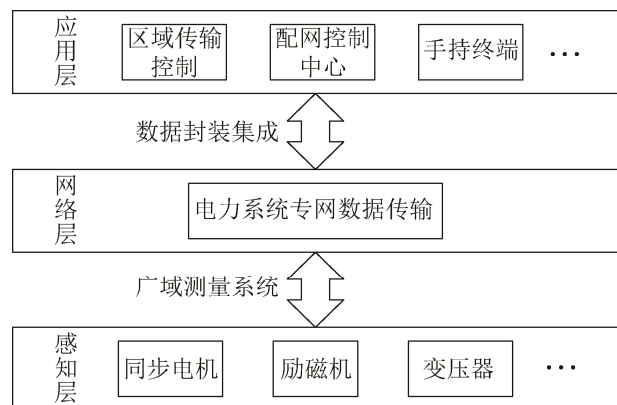 应用层
区域传输
控制
配网控制
中心
手持终端
…
数据封装集成
网络层
电力系统专网数据传输
广域测量系统
感知层
同步电机
励磁机
变压器
…